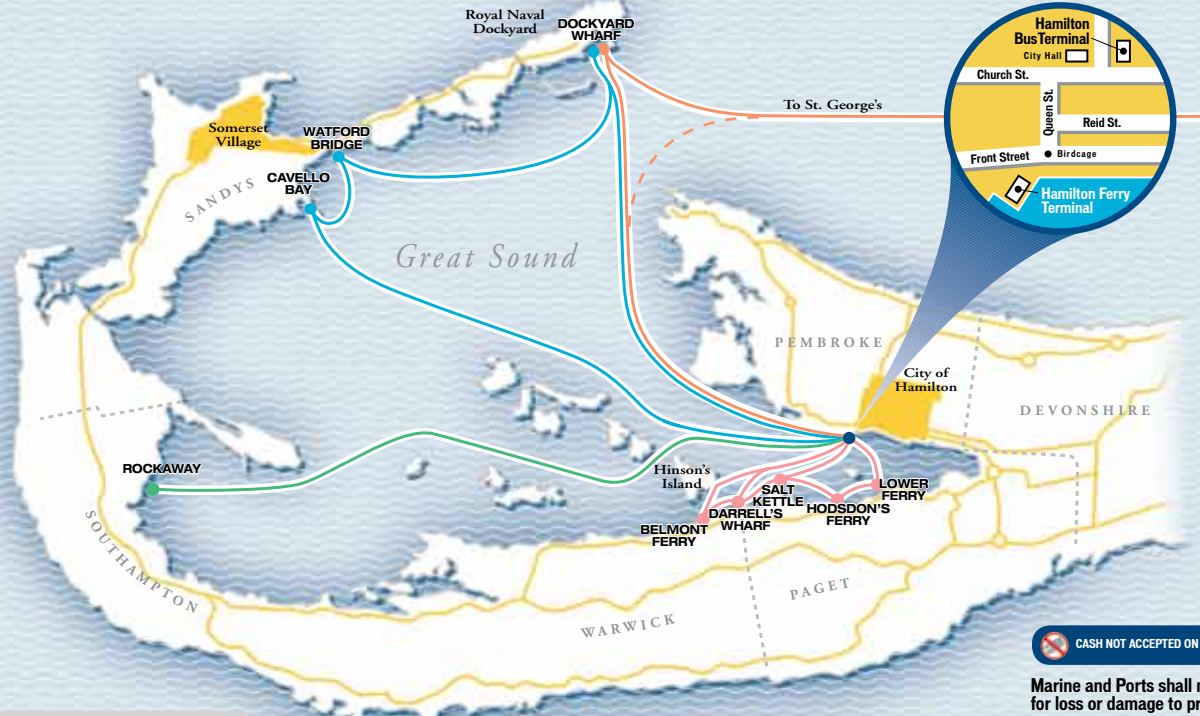 Royal Naval
Dockyard
DOCKYARD
WHARF
Hamilton
BusTerminal
City Hall
Church St.
Queen St.
Reid St.
Front Street
Birdcage
Hamilton Ferry
Terminal
To St. George's
Somerset
Village
WATFORD
BRIDGE
CAVELLO
BAY
SANDYS
Great Sound
PEMBROKE
City of
Hamilton
DEVONSHIRE
ROCKAWAY
Hinson's
Island
SALT
KETTLE
LOWER
FERRY
DARRELL'S
WHARF
HODSDON'S
FERRY
BELMONT
FERRY
SOUTHAMPTON
WARWICK
PAGET
CASH NOT ACCEPTED ON
Marine and Ports shall
for loss or damage to